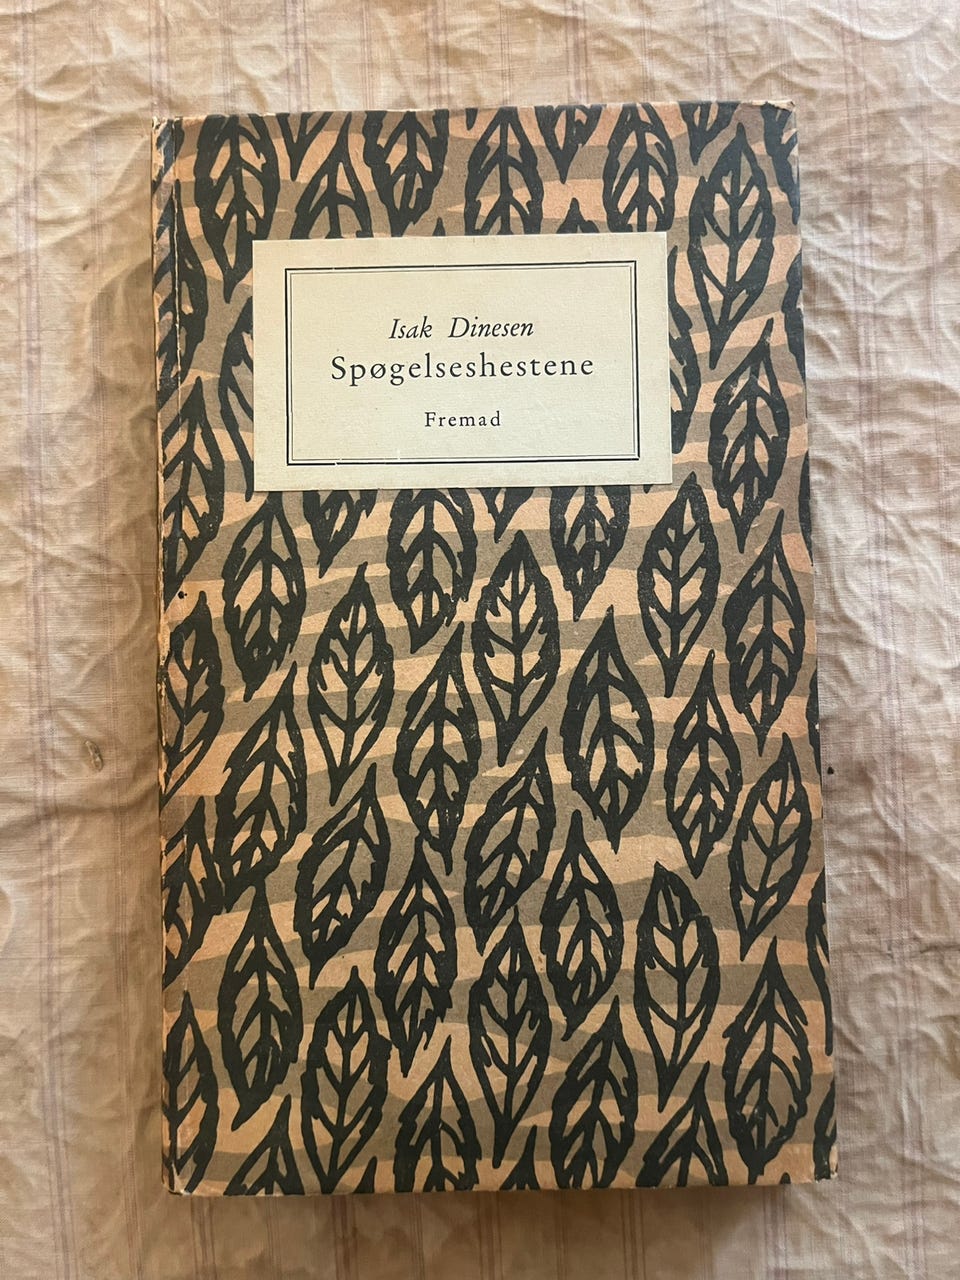 Isak Dinesen
Spøgelseshestene
Fremad